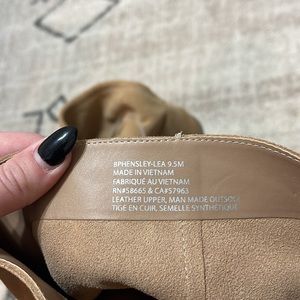 8PHENSLEY-LEA 9.5M
MADE IN VIETNAM
FABRIQUÉ AU VIETNAM
RN#58665 & CA#57963
LEATHER UPPER, MAN MADE OUTSOLE
TIGE EN CUIR, SEMELLE SYNTHÉTIQUE